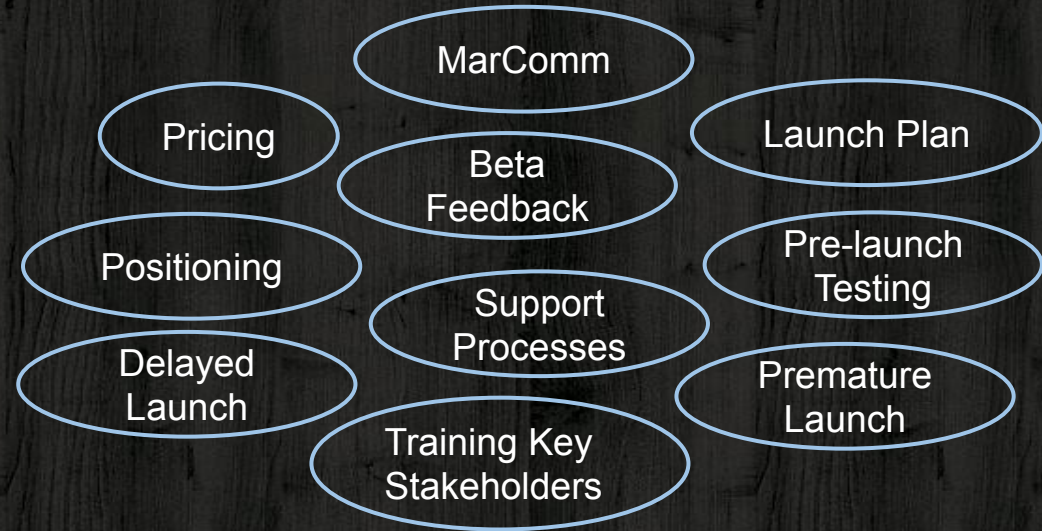 MarComm
Pricing
Launch Plan
Beta
Feedback
Positioning
Pre-launch
Testing
Support
Processes
Delayed
Launch
Premature
Launch
Training Key
Stakeholders